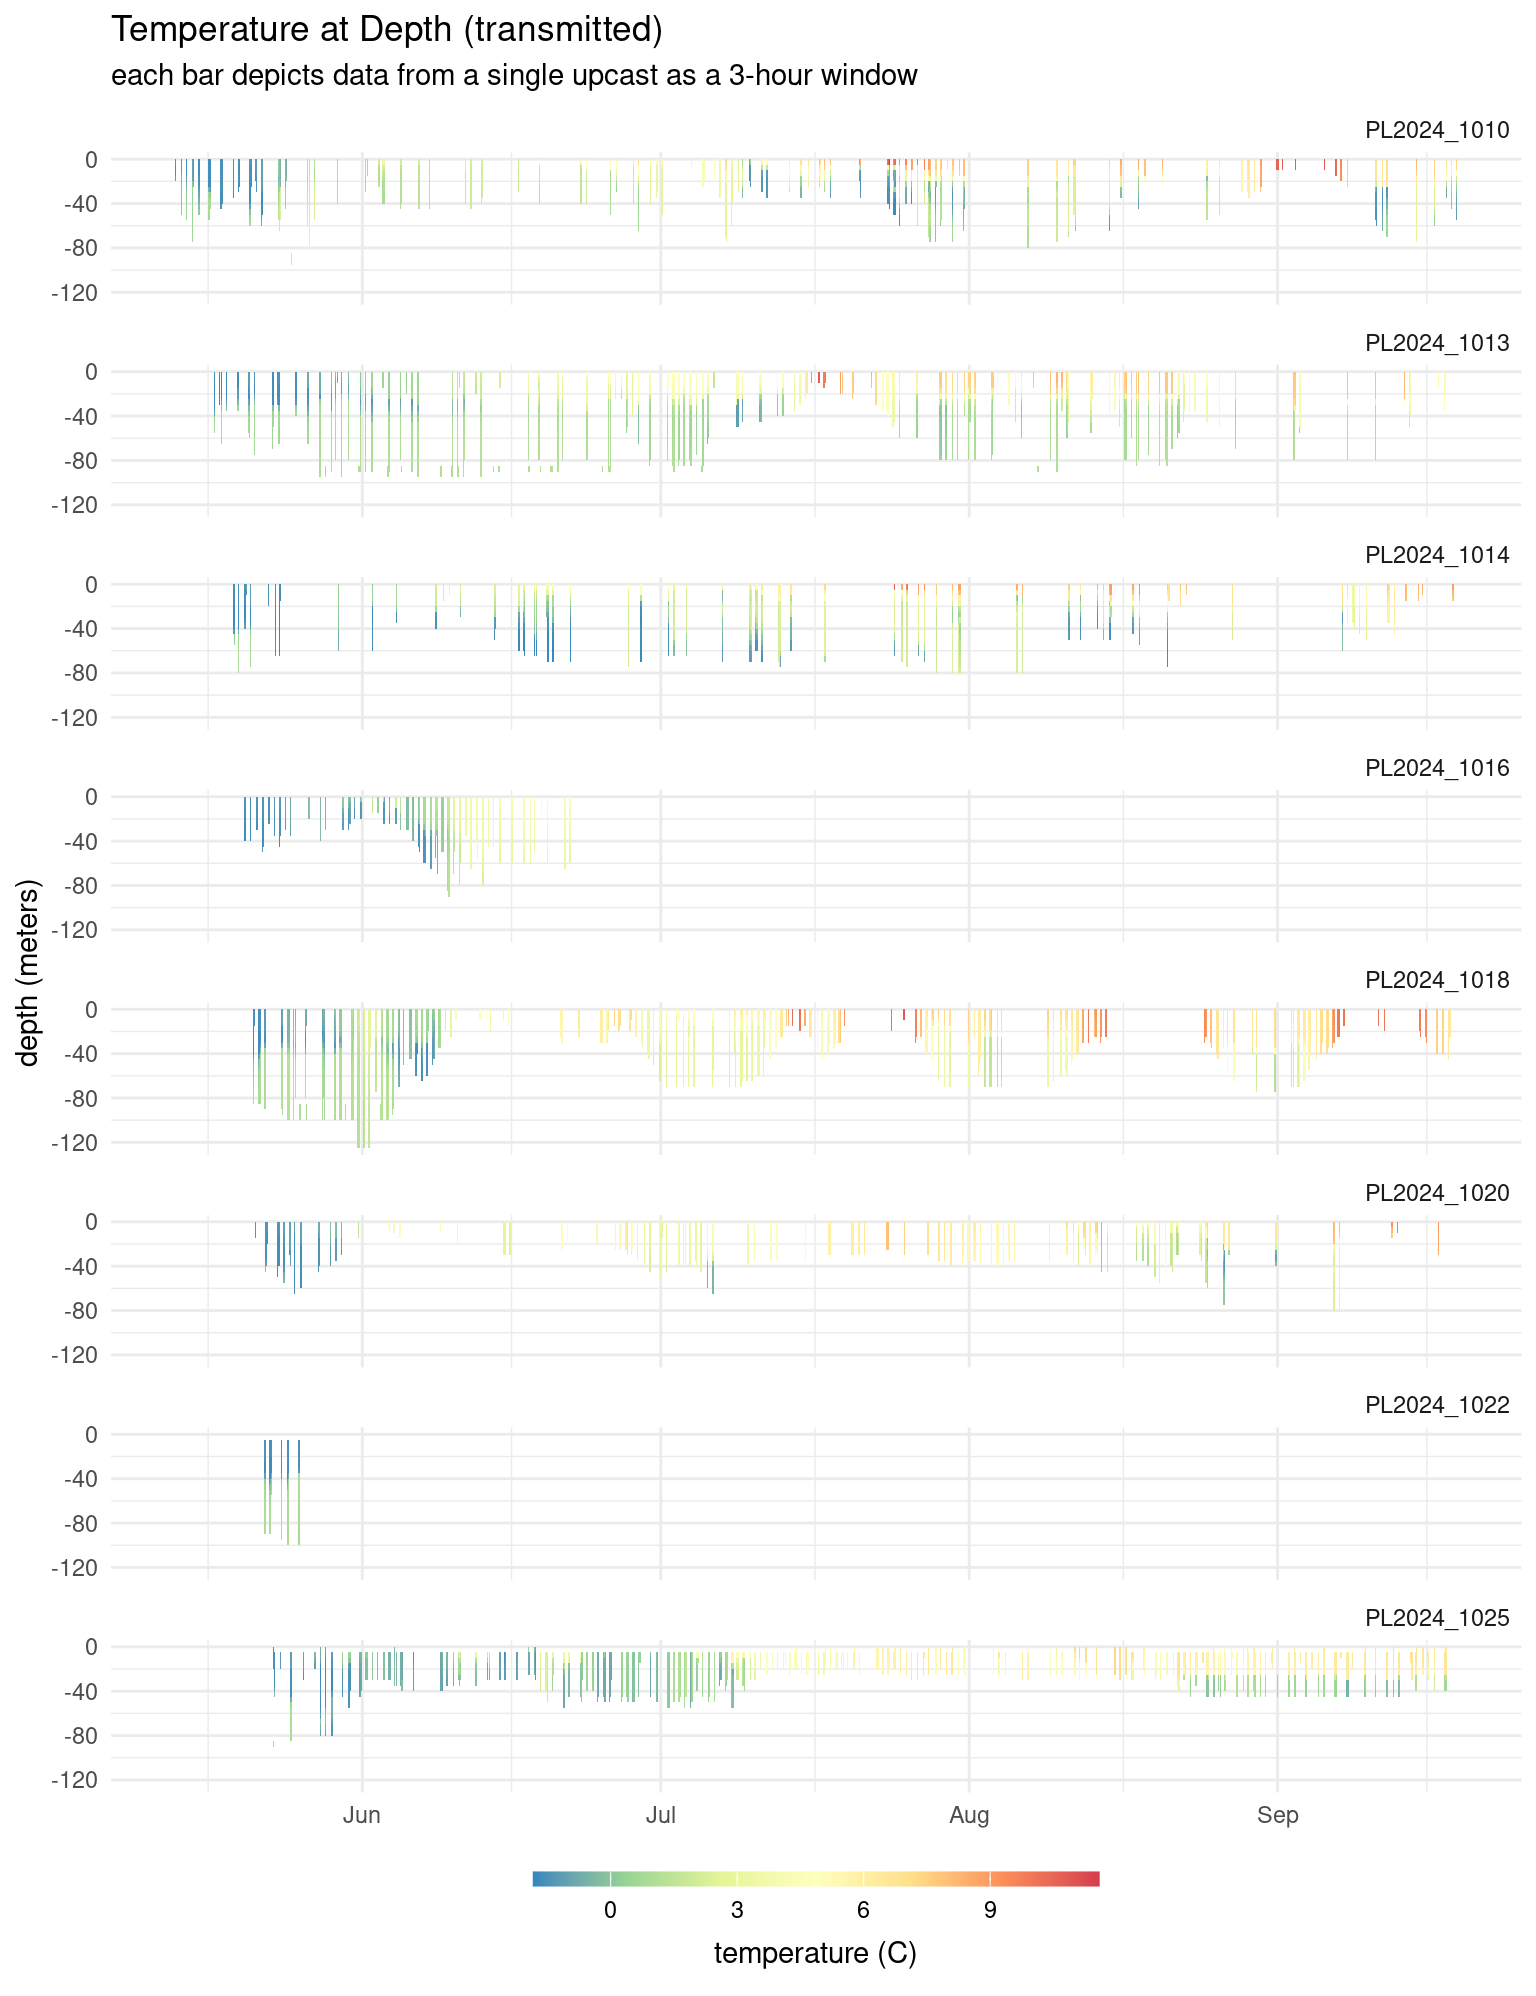 Temperature at Depth (transmitted)
each bar depicts data from a single upcast as a 3-hour window
PL2024_1010
0
-40
-80
-120
PL2024_1013
0
-40
-80
-120
PL2024_1014
0
-40
-80
-120
PL2024_1016
0
-40
-80
-120
depth (meters)
PL2024_1018
0
-40
-80
-120
PL2024_1020
0
-40
-80
-120
PL2024_1022
0
-40
-80
-120
PL2024_1025
0
-40
-80
-120
Jun Jul Aug Sep
0 3 6 9
temperature (C)